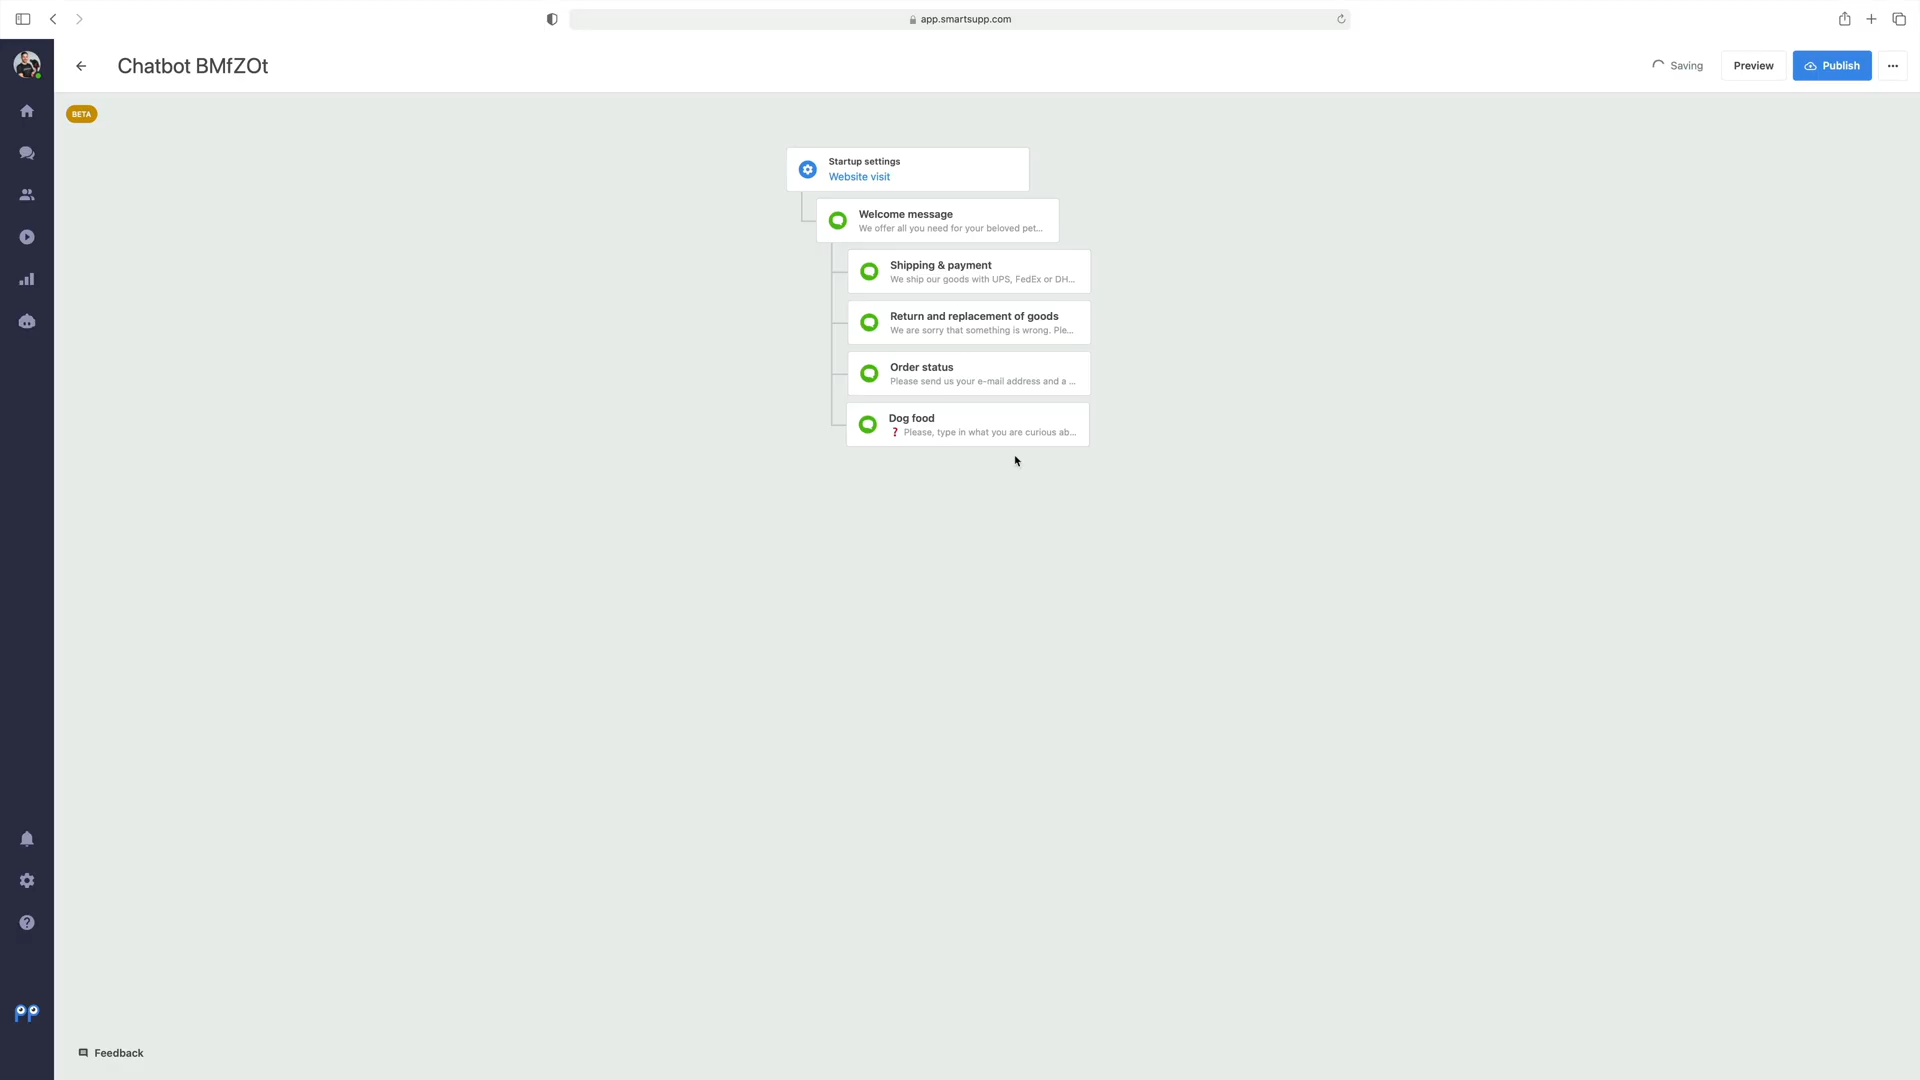 app.smartsupp.com
Chatbot BMfZOt
Saving
Preview
Publish
BETA
Startup settings
Website visit
Welcome message
We offer all you need for your beloved pet...
Shipping & payment
We ship our goods with UPS, FedEx or DH...
Return and replacement of goods
We are sorry that something is wrong. Ple...
Order status
Please send us your e-mail address and a ...
Dog food
❓ Please, type in what you are curious ab...
Feedback